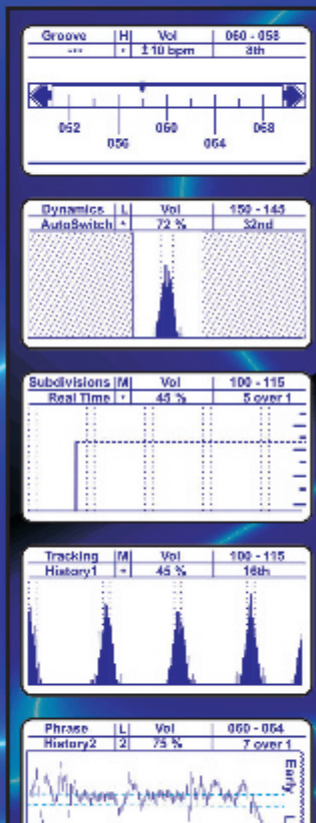 Groove H Vol 060 - 058
--- * ±10 bpm 8th
052 060 068
056 064
Dynamics L Vol 150 - 145
AutoSwitch * 72 % 32nd
Subdivisions M Vol 100 - 115
Real Time * 45 % 5 over 1
Tracking M Vol 100 - 115
History1 * 45 % 16th
Phrase L Vol 060 - 064
History2 2 75 % 7 over 1
Early
L